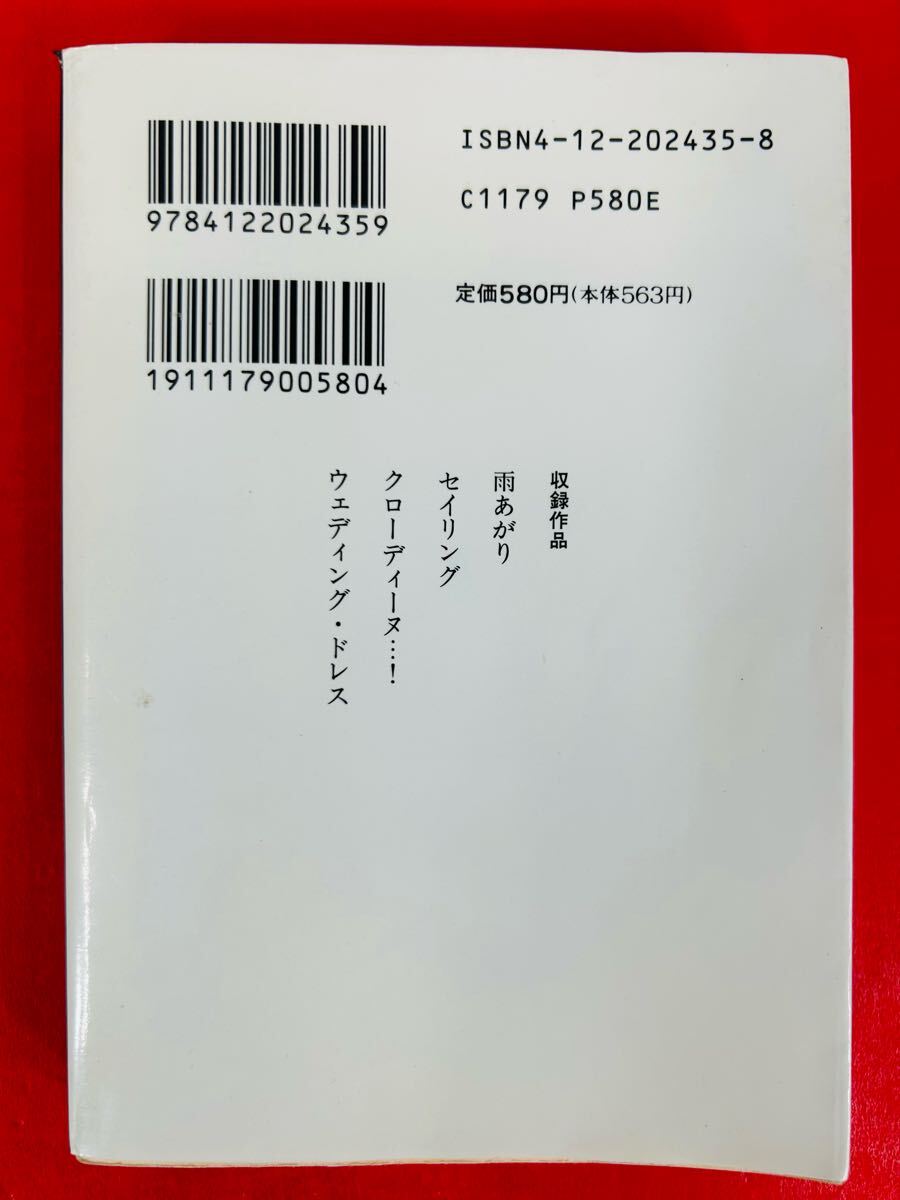 ISBN4-12-202435-8
9784122024359
C1179 P580E
定価580円(本体563円)
1911179005804
収録作品
雨あがり
セイリング
クローディーヌ…!
ウェディング・ドレス